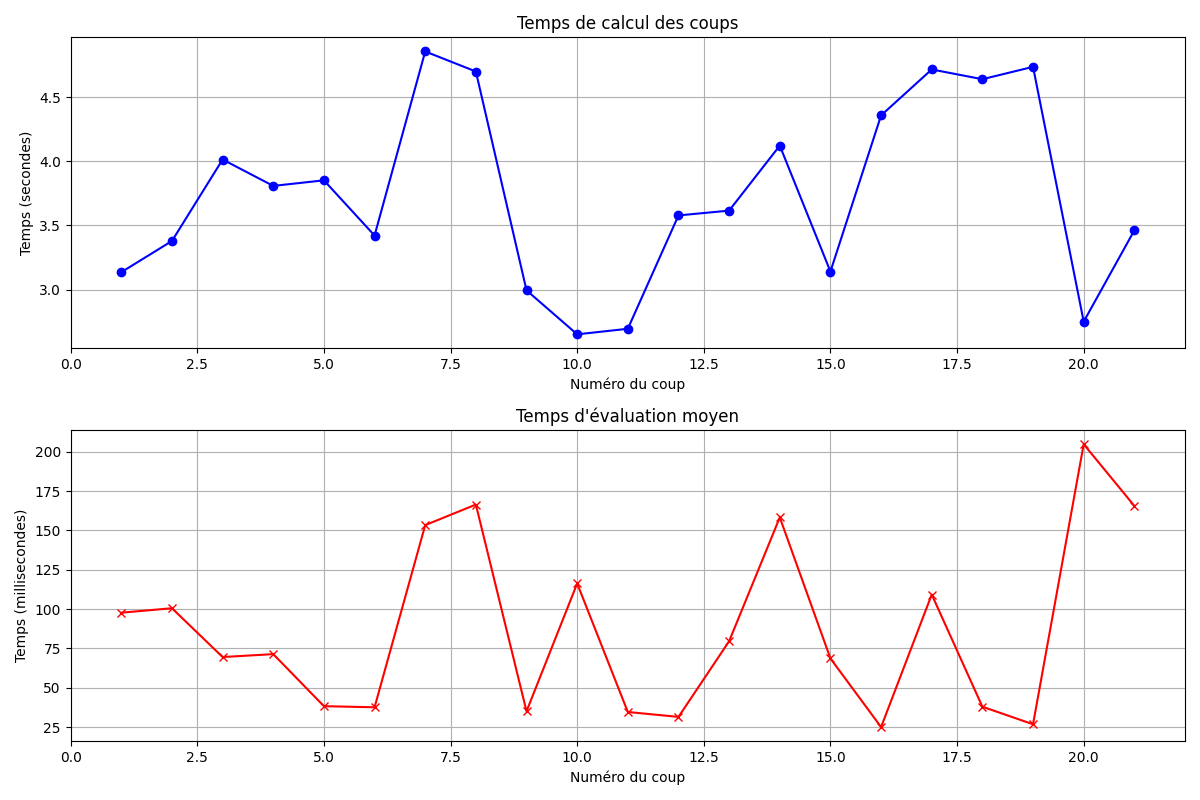 Temps de calcul des coups
Temps (secondes)
4.5
4.0
3.5
3.0
0.0 2.5 5.0 7.5 10.0 12.5 15.0 17.5 20.0
Numéro du coup
Temps d'évaluation moyen
Temps (millisecondes)
200
175
150
125
100
75
50
25
0.0 2.5 5.0 7.5 10.0 12.5 15.0 17.5 20.0
Numéro du coup